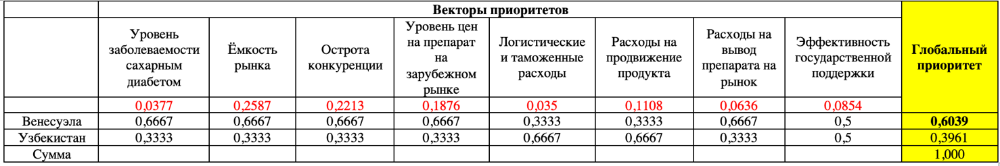 Векторы приоритетов
Уровень
заболеваемости
сахарным
диабетом
Ёмкость
рынка
Острота
конкуренции
Уровень цен
на препарат
на
зарубежном
рынке
Логистические
и таможенные
расходы
Расходы на
продвижение
продукта
Расходы на
вывод
препарата на
рынок
Эффективность
государственной
поддержки
Глобальный
приоритет
0,0377 0,2587 0,2213 0,1876 0,035 0,1108 0,0636 0,0854
Венесуэла 0,6667 0,6667 0,6667 0,6667 0,3333 0,3333 0,6667 0,5 0,6039
Узбекистан 0,3333 0,3333 0,3333 0,3333 0,6667 0,6667 0,3333 0,5 0,3961
Сумма 1,000